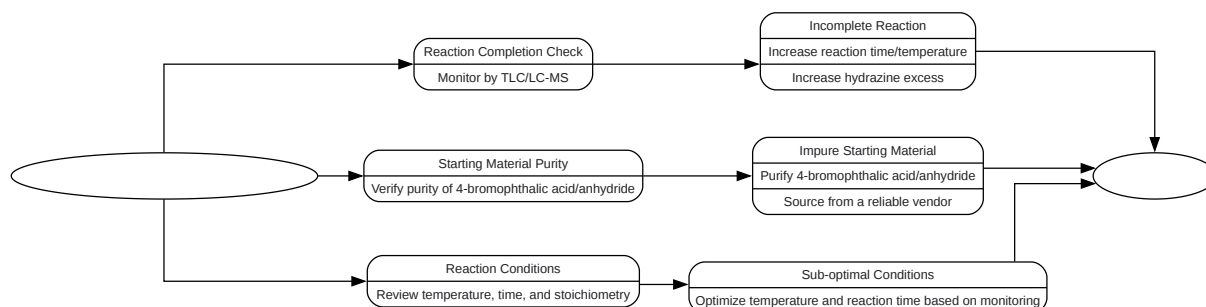 Reaction Completion Check
Monitor by TLC/LC-MS
Incomplete Reaction
Increase reaction time/temperature
Increase hydrazine excess
Starting Material Purity
Verify purity of 4-bromophthalic acid/anhydride
Impure Starting Material
Purify 4-bromophthalic acid/anhydride
Source from a reliable vendor
Reaction Conditions
Review temperature, time, and stoichiometry
Sub-optimal Conditions
Optimize temperature and reaction time based on monitoring